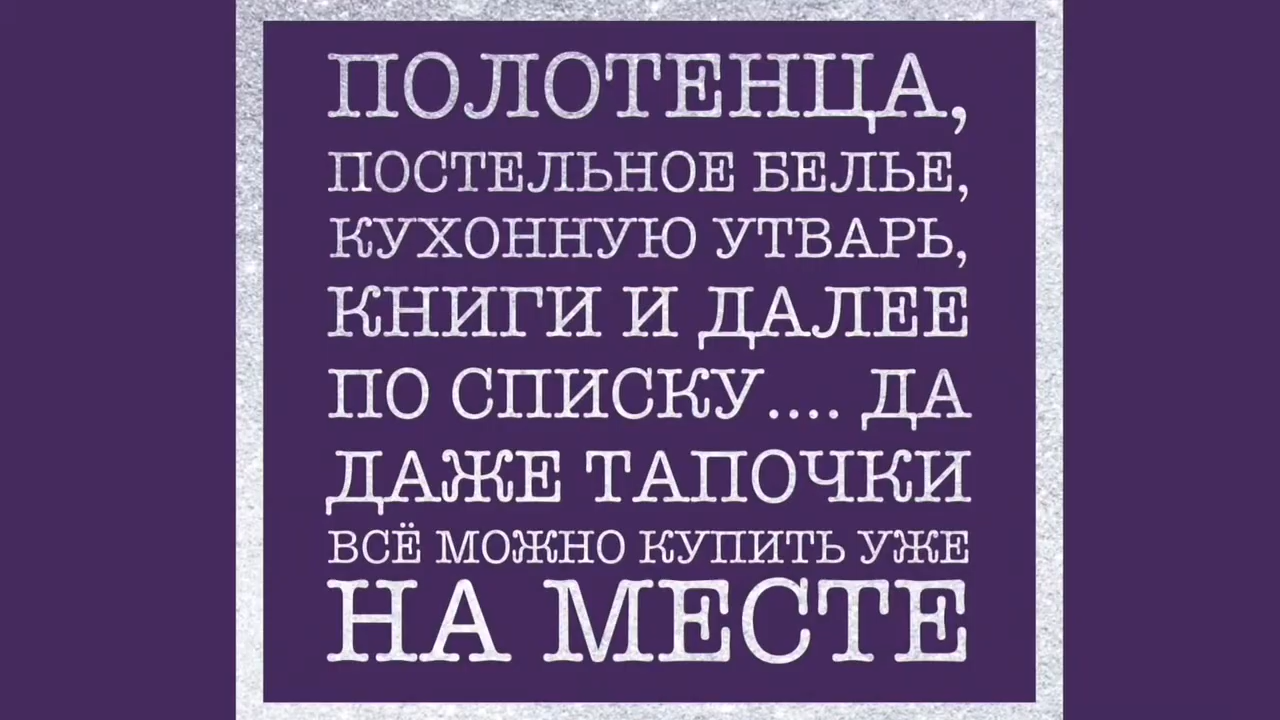 ПОЛОТЕНЦА,
ПОСТЕЛЬНОЕ БЕЛЬЕ,
КУХОННУЮ УТВАРЬ,
КНИГИ И ДАЛЕЕ
ПО СПИСКУ.... ДА
ДАЖЕ ТАПОЧКИ
ВСЁ МОЖНО КУПИТЬ УЖЕ
НА МЕСТЕ